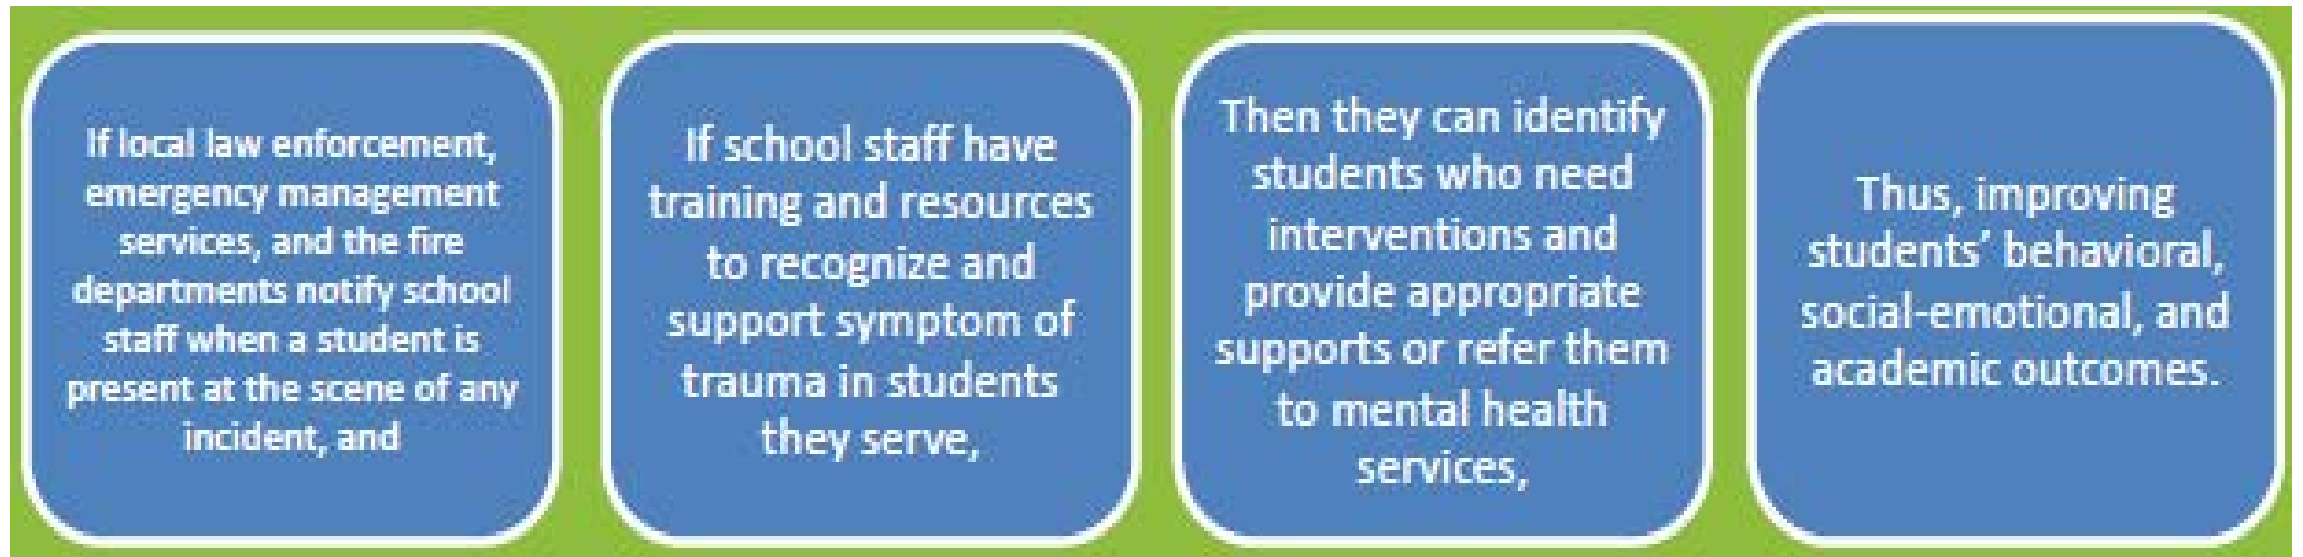 If local law enforcement,
emergency management
services, and the fire
departments notify school
staff when a student is
present at the scene of any
incident, and
If school staff have
training and resources
to recognize and
support symptom of
trauma in students
they serve,
Then they can identify
students who need
interventions and
provide appropriate
supports or refer them
to mental health
services,
Thus, improving
students’ behavioral,
social-emotional, and
academic outcomes.